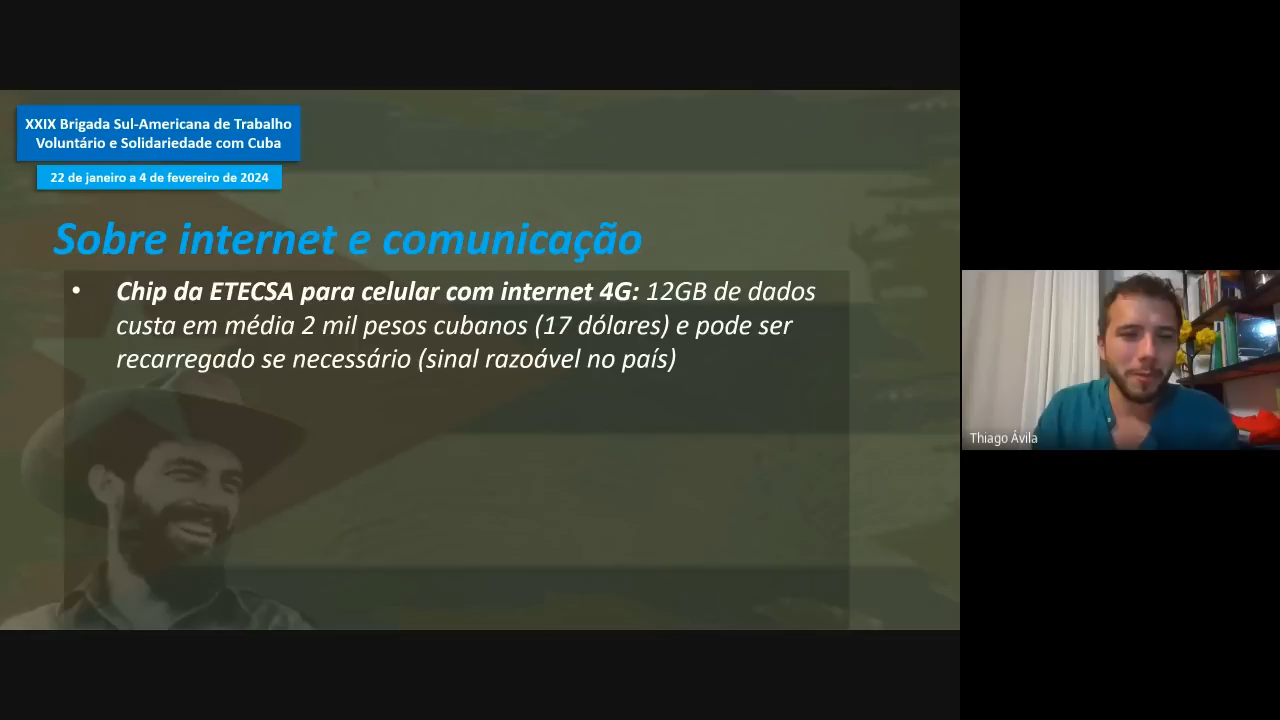 XXIX Brigada Sul-Americana de Trabalho
Voluntário e Solidariedade com Cuba
22 de janeiro a 4 de fevereiro de 2024
Sobre internet e comunicação
• Chip da ETECSA para celular com internet 4G: 12GB de dados
custa em média 2 mil pesos cubanos (17 dólares) e pode ser
recarregado se necessário (sinal razoável no país)
Thiago Ávila